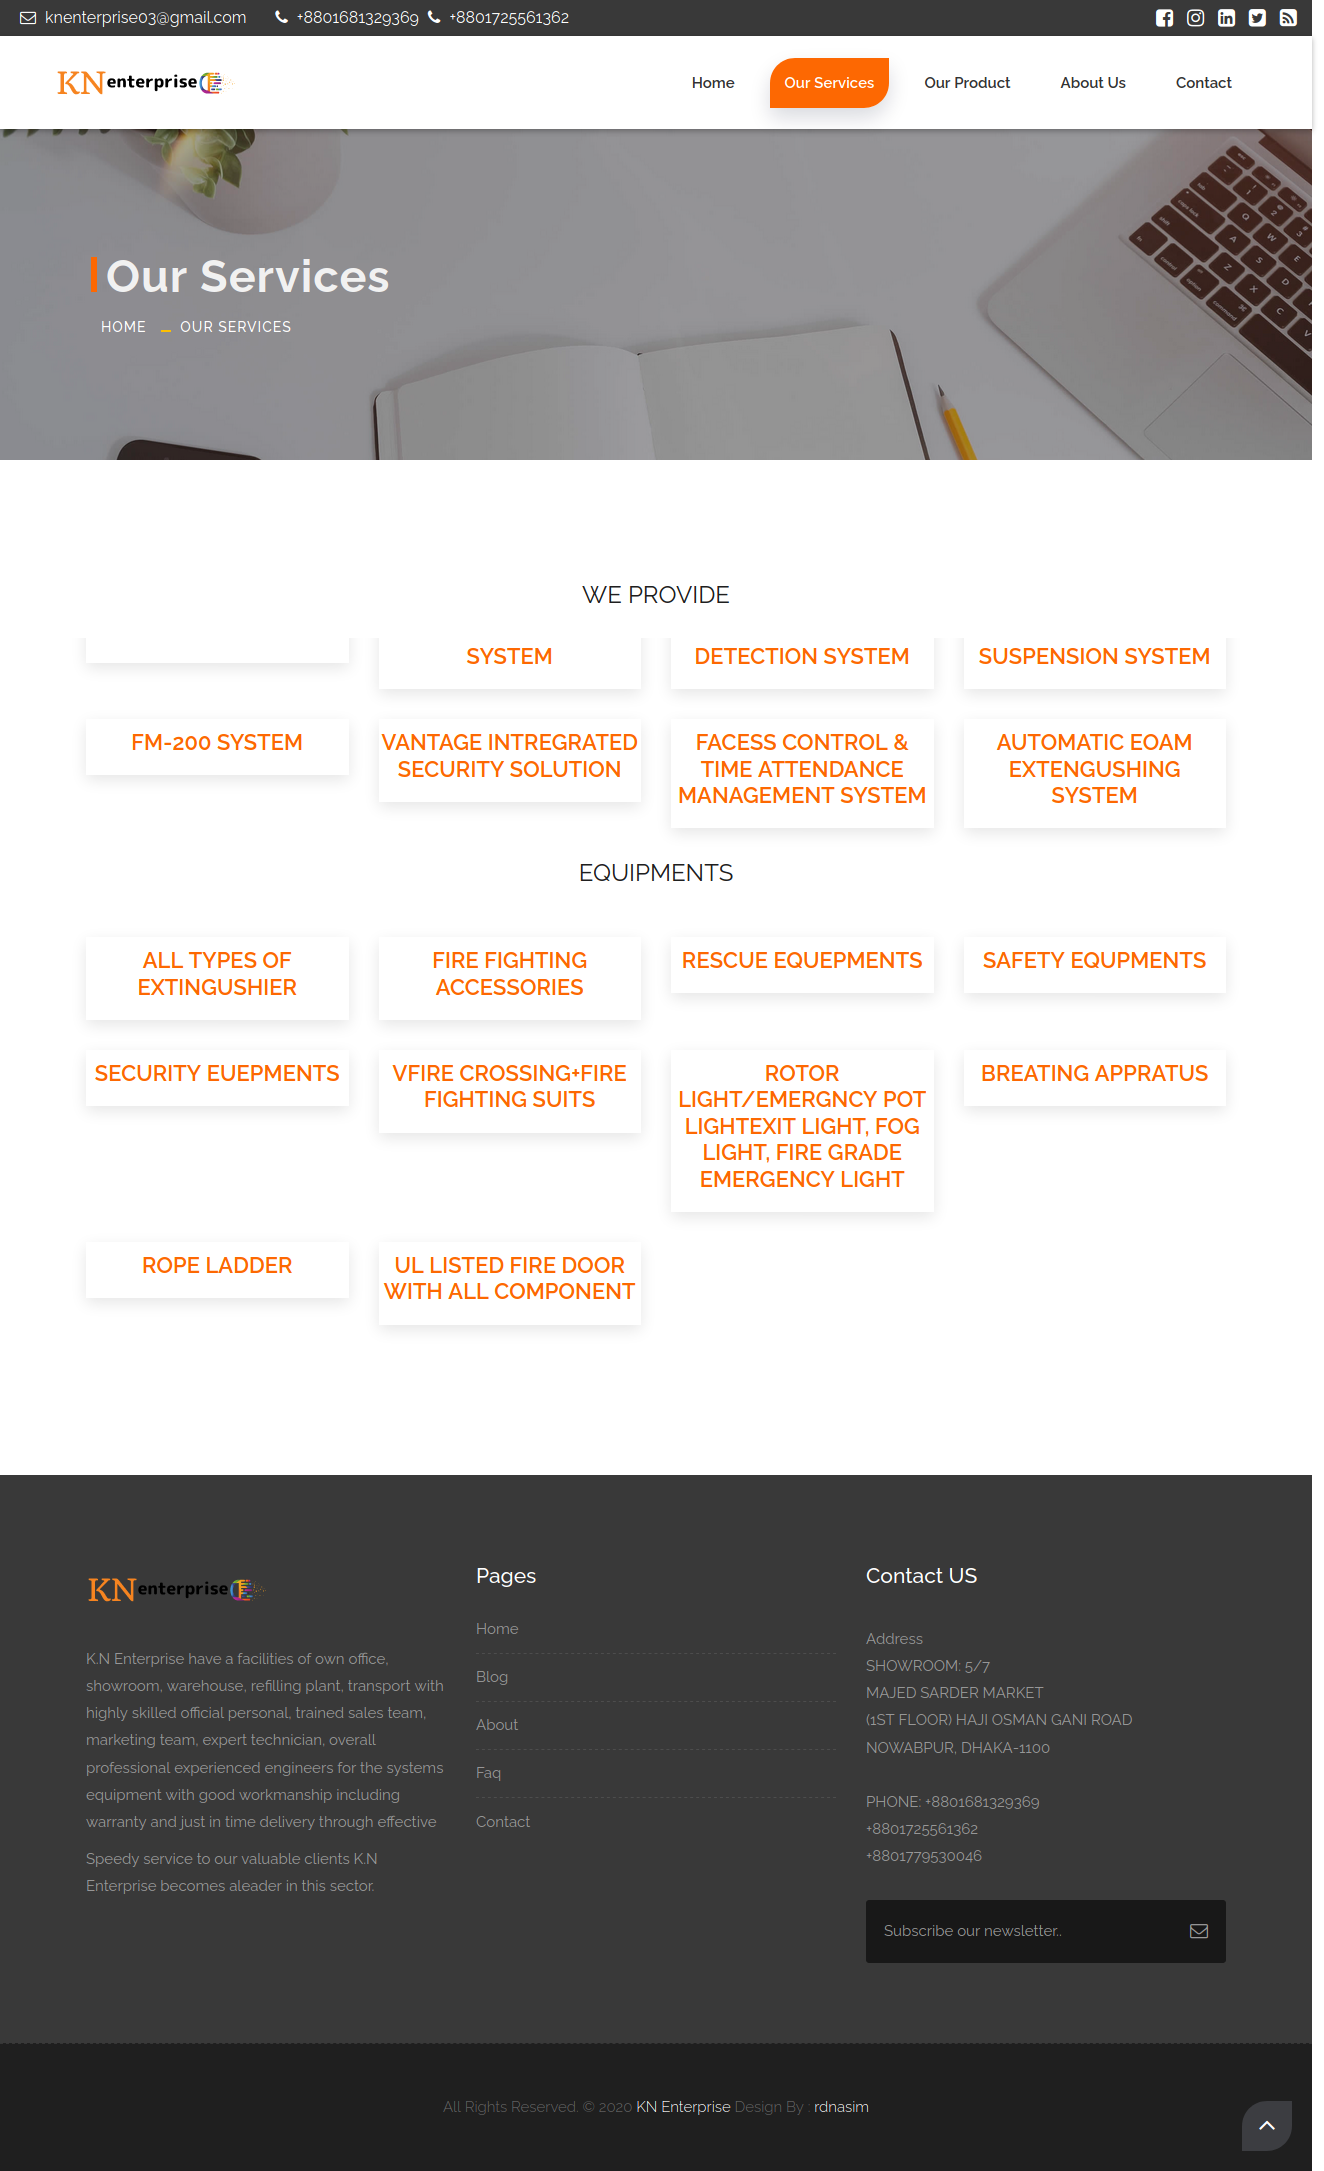 knenterprise03@gmail.com +8801681329369 +8801725561362
KN enterprise
Home Our Services Our Product About Us Contact
Our Services
HOME OUR SERVICES
WE PROVIDE
SYSTEM
DETECTION SYSTEM
SUSPENSION SYSTEM
FM-200 SYSTEM
VANTAGE INTREGRATED
SECURITY SOLUTION
FACESS CONTROL &
TIME ATTENDANCE
MANAGEMENT SYSTEM
AUTOMATIC EOAM
EXTENGUSHING
SYSTEM
EQUIPMENTS
ALL TYPES OF
EXTINGUSHIER
FIRE FIGHTING
ACCESSORIES
RESCUE EQUEPMENTS
SAFETY EQUPMENTS
SECURITY EUEPMENTS
VFIRE CROSSING+FIRE
FIGHTING SUITS
ROTOR
LIGHT/EMERGNCY POT
LIGHTEXIT LIGHT, FOG
LIGHT, FIRE GRADE
EMERGENCY LIGHT
BREATING APPRATUS
ROPE LADDER
UL LISTED FIRE DOOR
WITH ALL COMPONENT
KN enterprise
K.N Enterprise have a facilities of own office,
showroom, warehouse, refilling plant, transport with
highly skilled official personal, trained sales team,
marketing team, expert technician, overall
professional experienced engineers for the systems
equipment with good workmanship including
warranty and just in time delivery through effective
Speedy service to our valuable clients K.N
Enterprise becomes aleader in this sector.
Pages
Home
Blog
About
Faq
Contact
Contact US
Address
SHOWROOM: 5/7
MAJED SARDER MARKET
(1ST FLOOR) HAJI OSMAN GANI ROAD
NOWABPUR, DHAKA-1100
PHONE: +8801681329369
+8801725561362
+8801779530046
Subscribe our newsletter..
All Rights Reserved. © 2020 KN Enterprise Design By : rdnasim